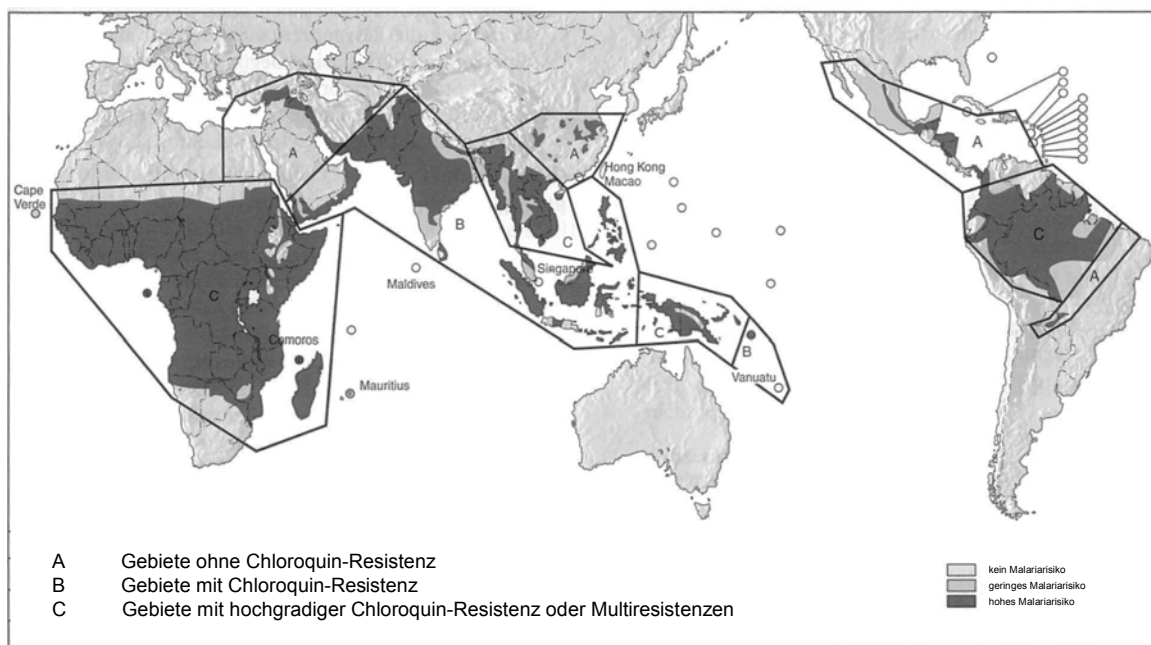 A
Hong Kong
Macao
A
Cape
Verde
B
C
Singapore
Maldives
C
A
C
Comoros
C
B
Mauritius
Vanuatu
A
A Gebiete ohne Chloroquin-Resistenz
B Gebiete mit Chloroquin-Resistenz
C Gebiete mit hochgradiger Chloroquin-Resistenz oder Multiresistenzen
kein Malariarisiko
geringes Malariarisiko
hohes Malariarisiko